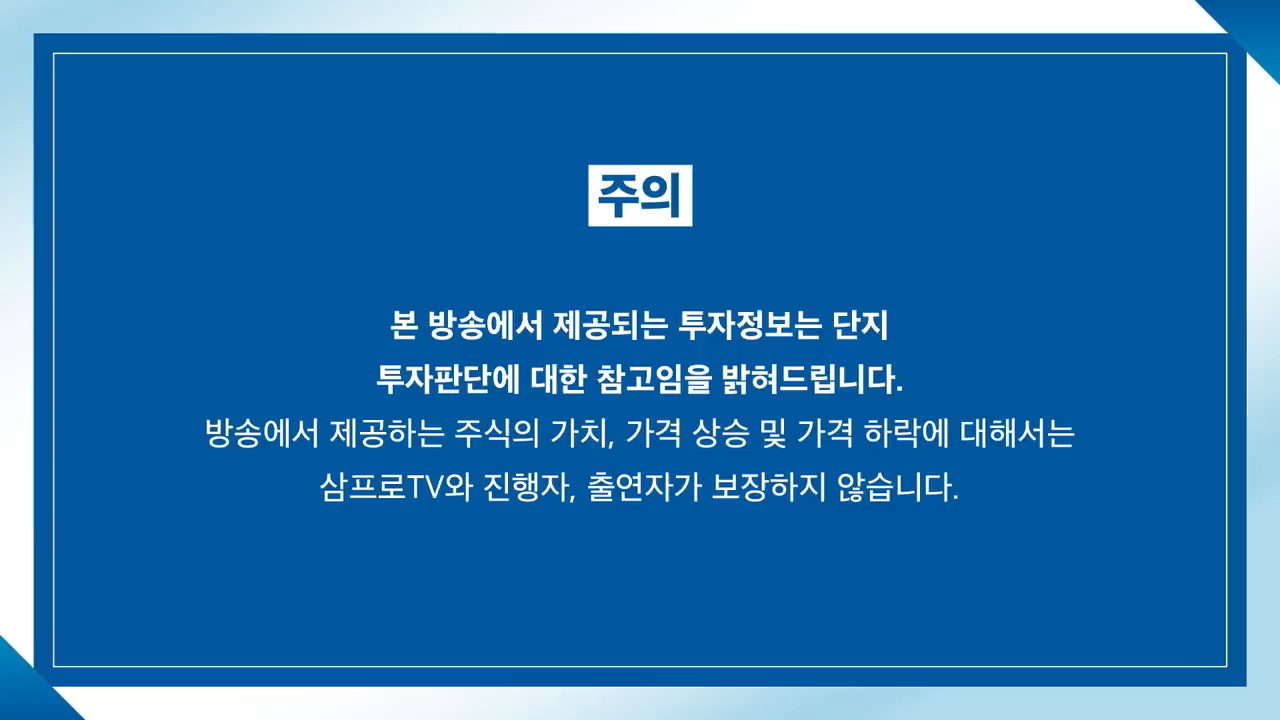 주의
본 방송에서 제공되는 투자정보는 단지
투자판단에 대한 참고임을 밝혀드립니다.
방송에서 제공하는 주식의 가치, 가격 상승 및 가격 하락에 대해서는
삼프로TV와 진행자, 출연자가 보장하지 않습니다.